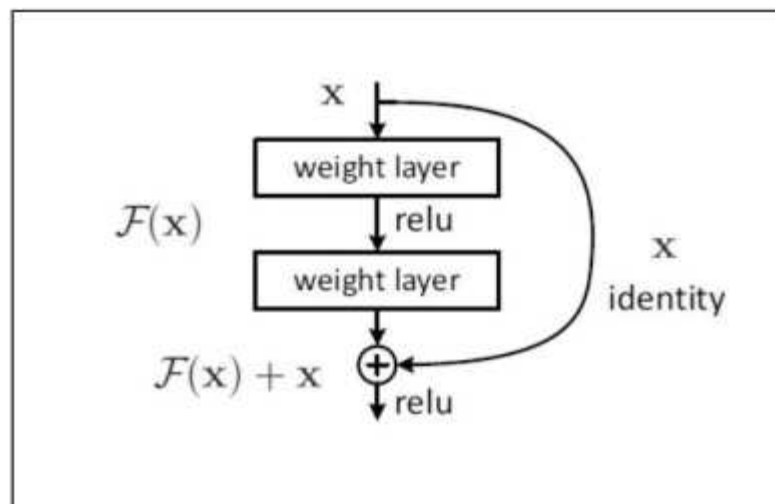 x
weight layer
F(x)
relu
weight layer
x
identity
F(x) + x
relu